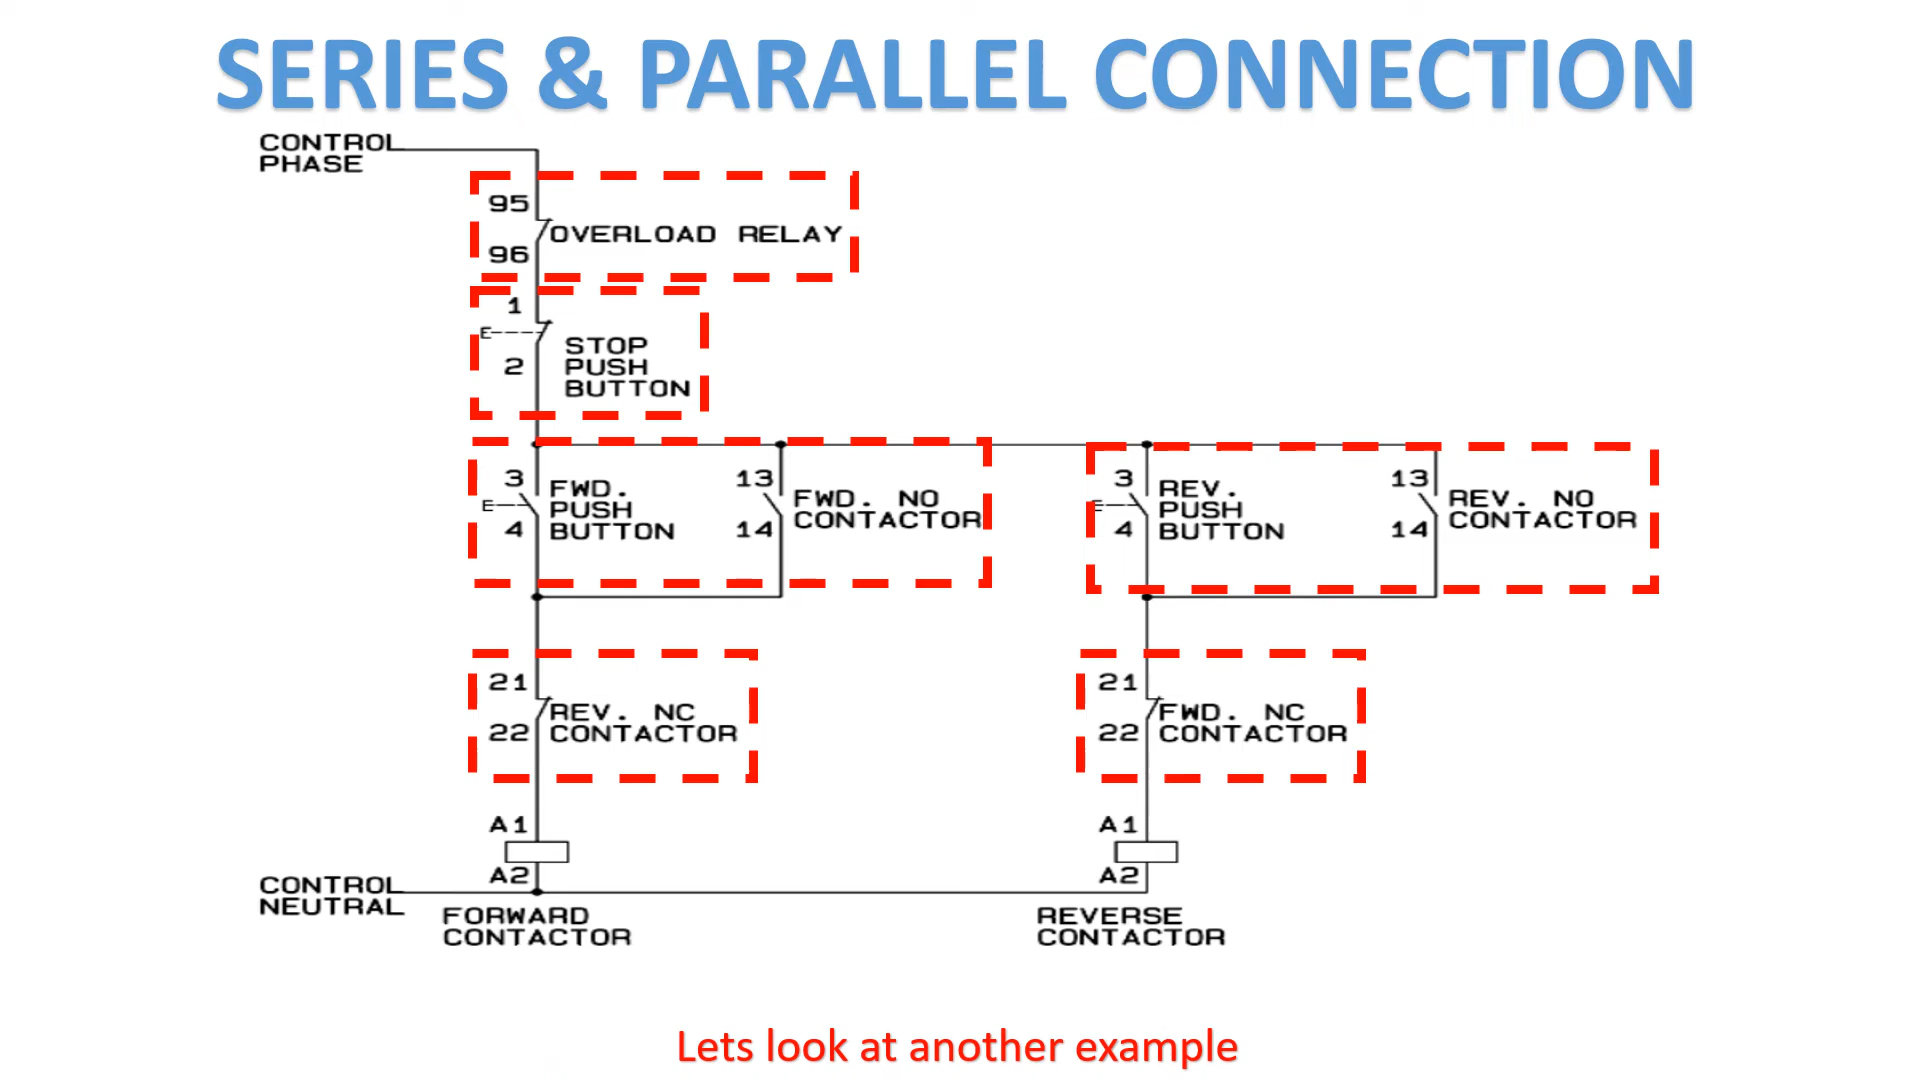 SERIES & PARALLEL CONNECTION
CONTROL
PHASE
95
OVERLOAD RELAY
96
1
E
STOP
2
PUSH
BUTTON
3
FWD.
E
PUSH
4
BUTTON
13
FWD. NO
CONTACTOR
14
3
REV.
E
PUSH
4
BUTTON
13
REV. NO
CONTACTOR
14
21
REV. NC
22
CONTACTOR
21
FWD. NC
22
CONTACTOR
A1
A2
A1
A2
CONTROL
NEUTRAL
FORWARD
CONTACTOR
REVERSE
CONTACTOR
Lets look at another example